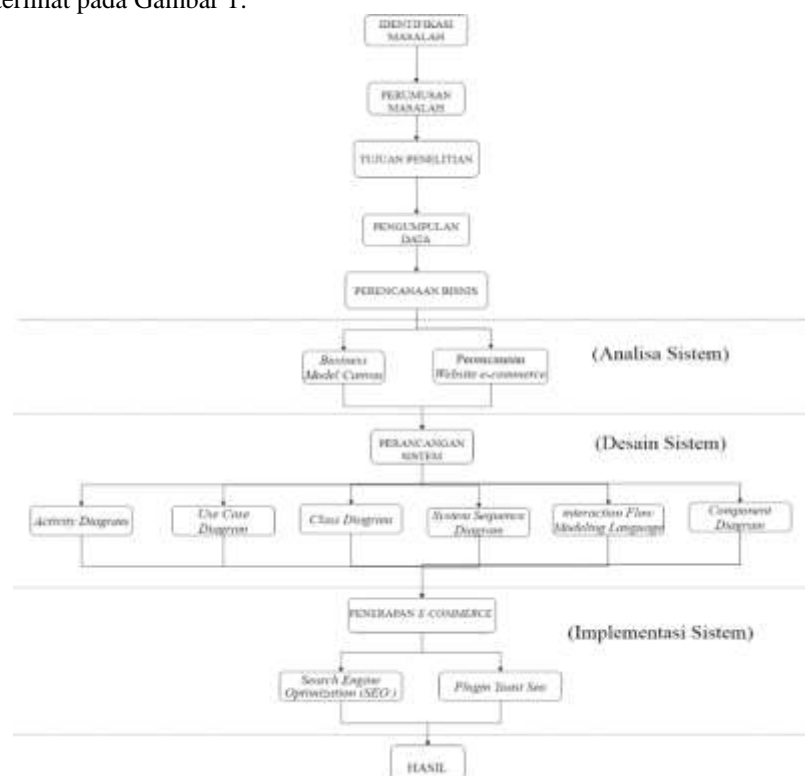 terlihat pada Gambar 1.
IDENTIFIKASI
MASALAH
PERUMUSAN
MASALAH
TUJUAN PENELITIAN
PENGUMPULAN
DATA
PERENCANAAN BISNIS
(Analisa Sistem)
Business
Model Canvas
Perencanaan
Website e-commerce
(Desain Sistem)
PERANCANGAN
SISTEM
Activity Diagram
Use Case
Diagram
Class Diagram
System Sequence
Diagram
Interaction Flow
Modeling Language
Component
Diagram
PENERAPAN E-COMMERCE
(Implementasi Sistem)
Search Engine
Optimization (SEO)
Plugin Yoast Seo
HASIL